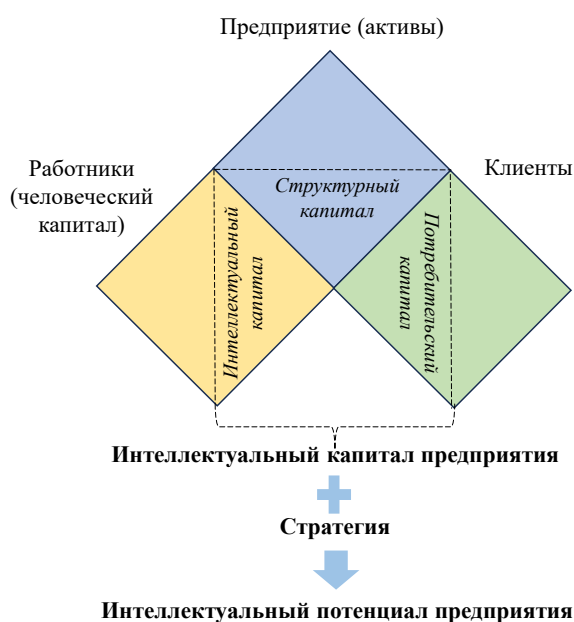 Предприятие (активы)
Работники
(человеческий
капитал)
Клиенты
Структурный
капитал
Интеллектуальный
капитал
Потребительский
капитал
Интеллектуальный капитал предприятия
Стратегия
Интеллектуальный потенциал предприятия